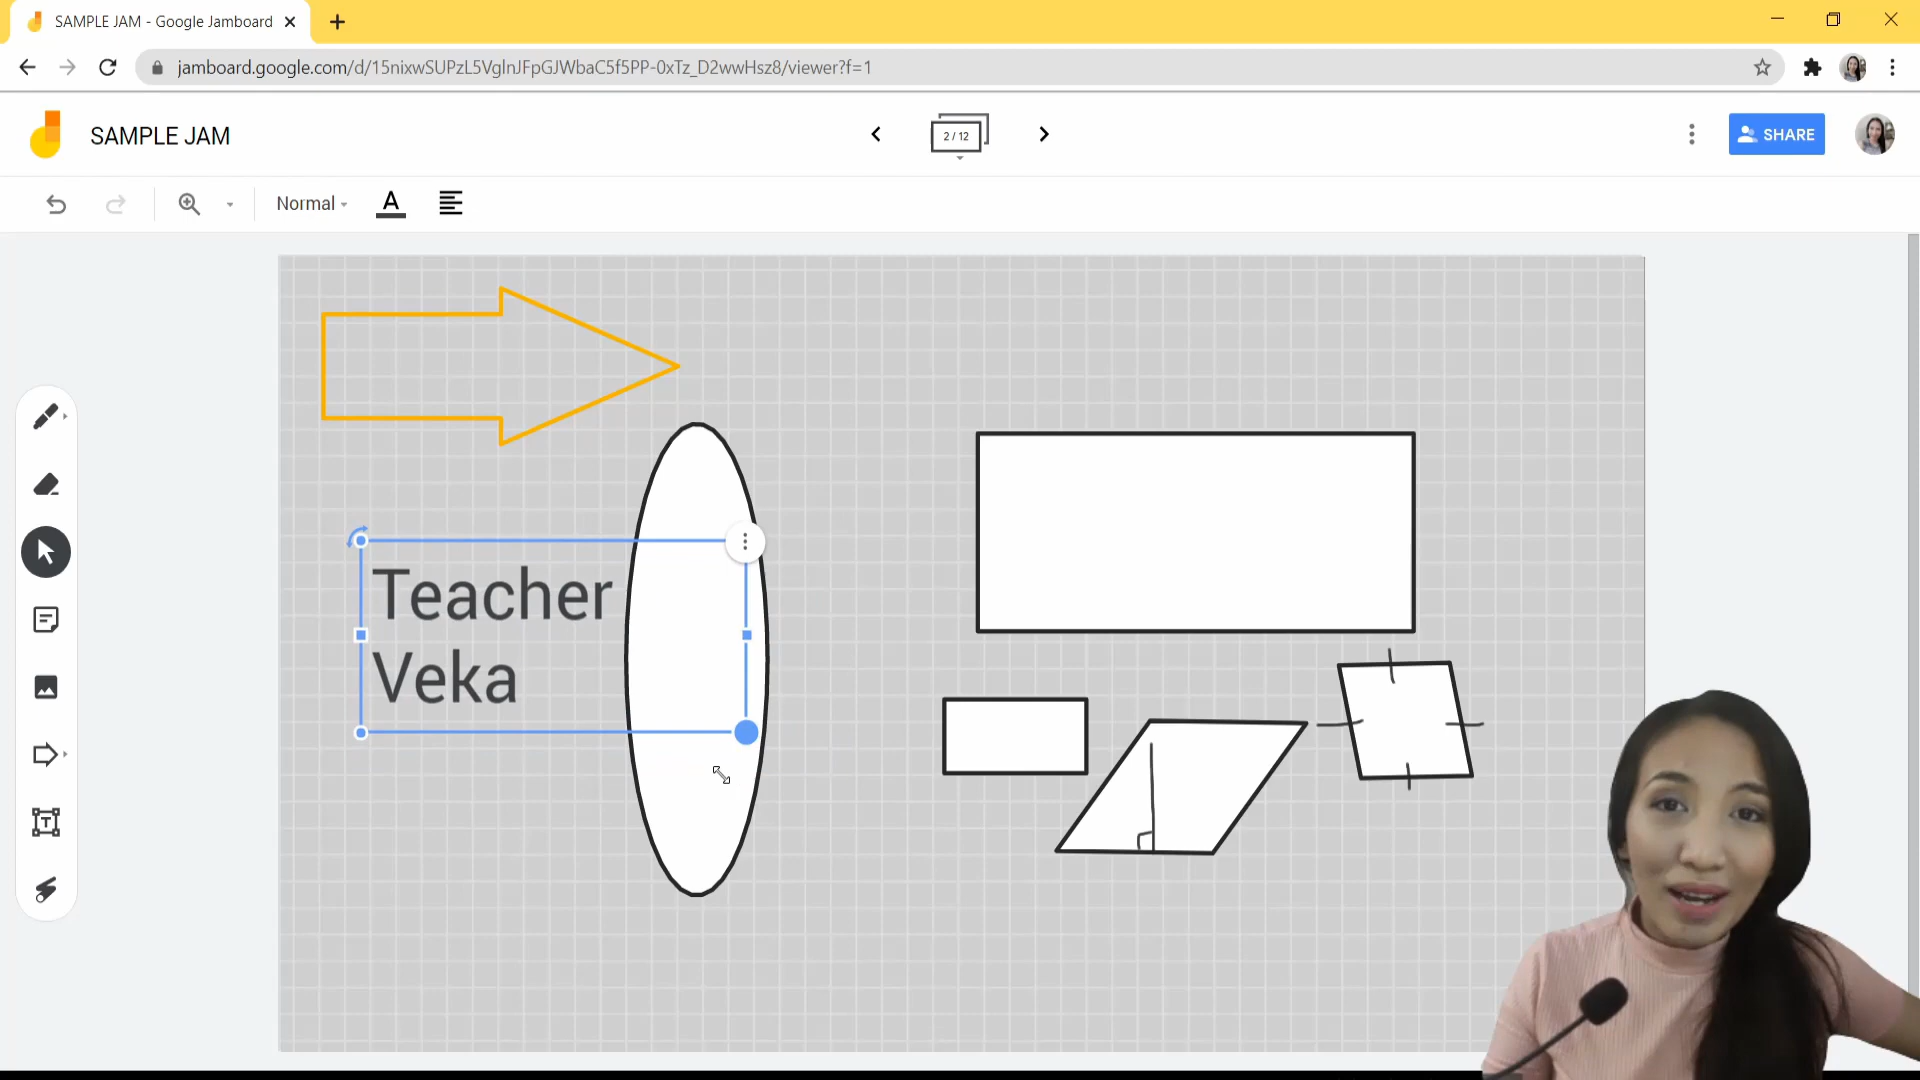 SAMPLE JAM - Google Jamboard
jamboard.google.com/d/15nixwSUPzL5VglnJFpGJWbaC5f5PP-0xTz_D2wwHsz8/viewer?f=1
SAMPLE JAM
2 / 12
SHARE
Normal
A
Teacher
Veka
T